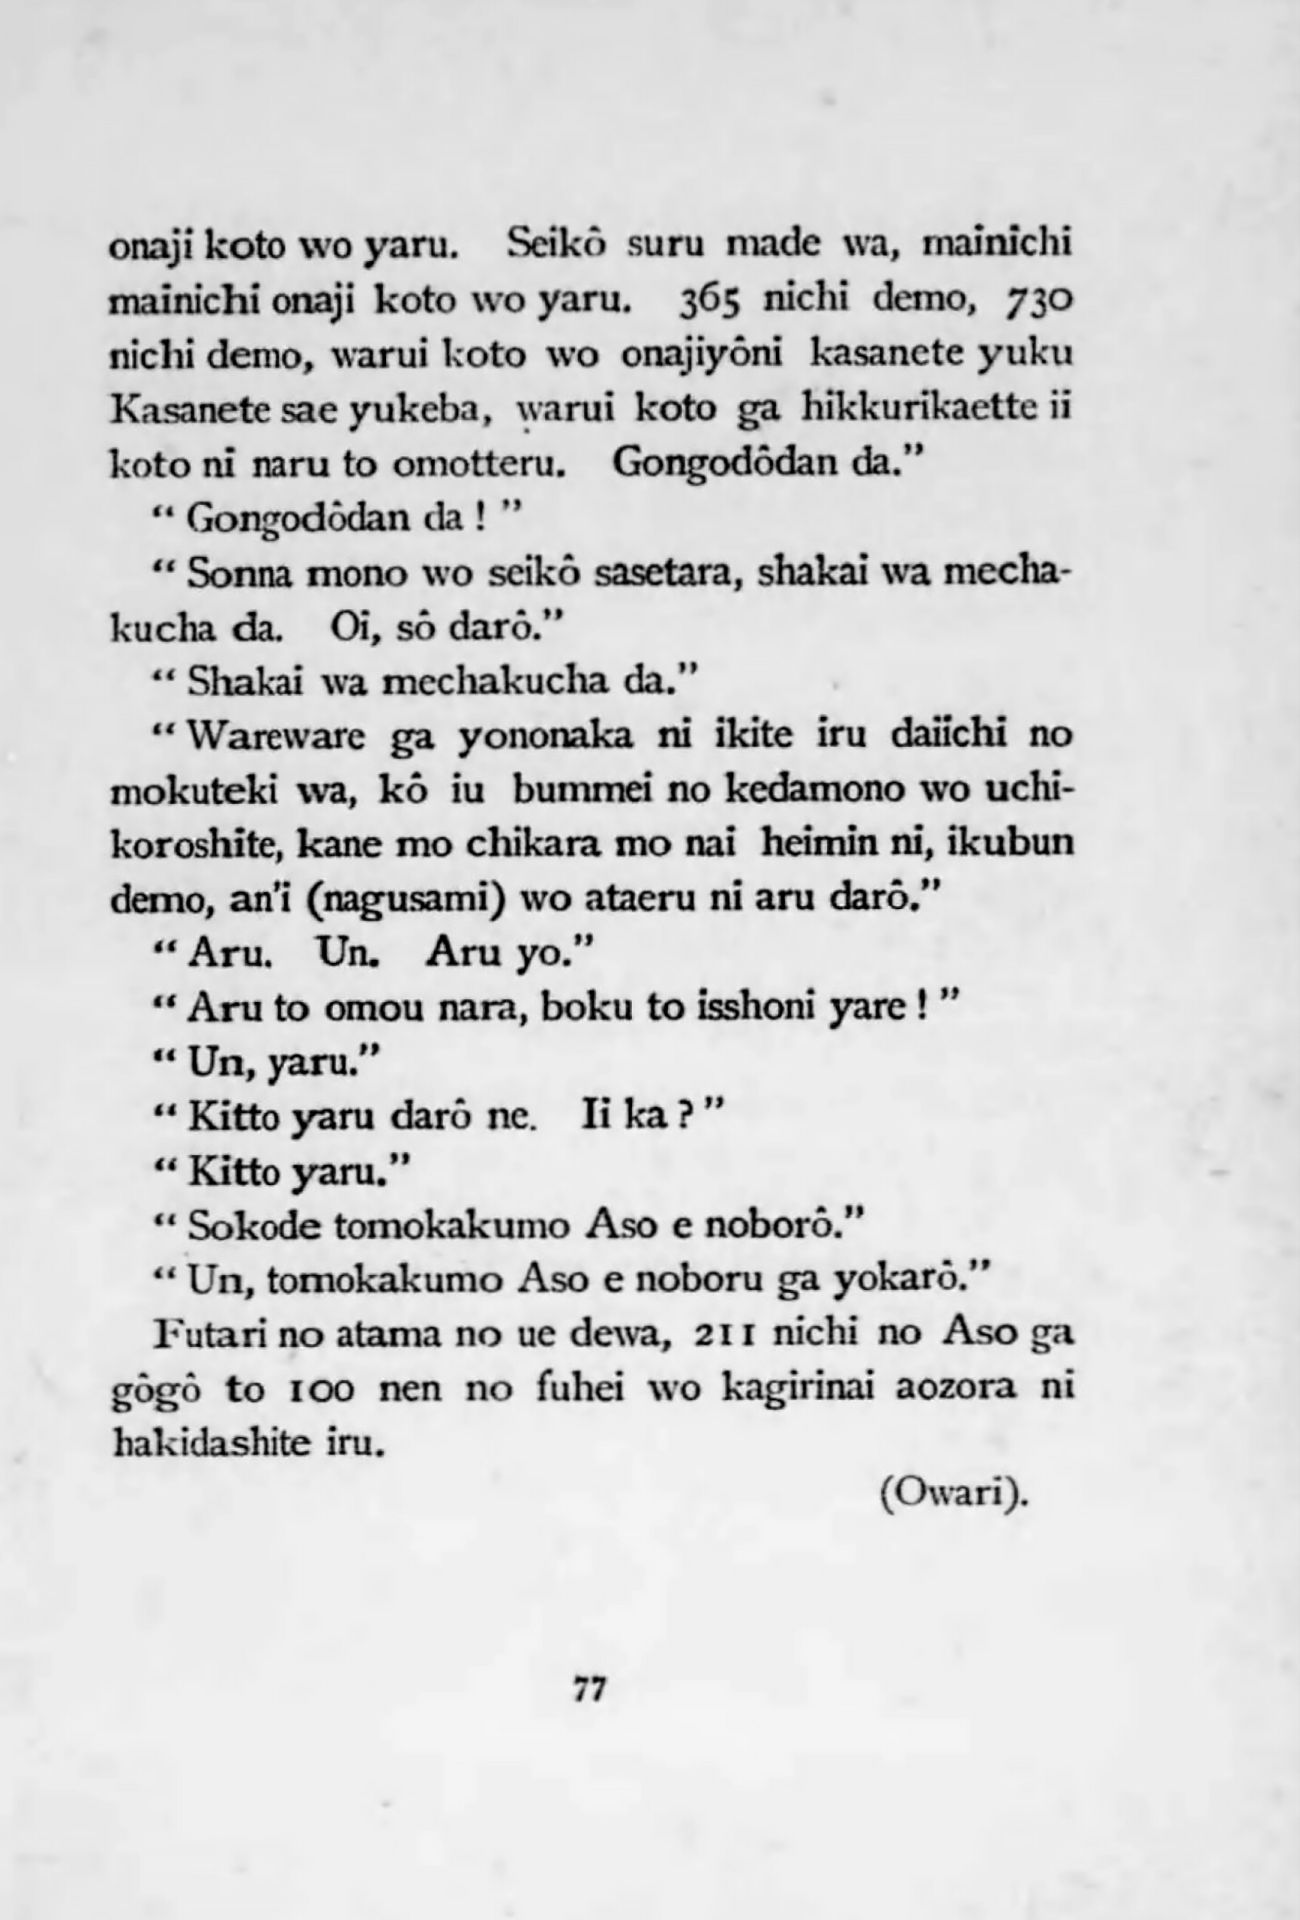 onaji koto wo yaru. Seikô suru made wa, mainichi
mainichi onaji koto wo yaru. 365 nichi demo, 730
nichi demo, warui koto wo onajiyôni kasanete yuku
Kasanete sae yukeba, warui koto ga hikkurikaette ii
koto ni naru to omotteru. Gongodôdan da.”
“ Gongodôdan da ! ”
“ Sonna mono wo seikô sasetara, shakai wa mecha-
kucha da. Oi, sô darô.”
“ Shakai wa mechakucha da.”
“ Wareware ga yononaka ni ikite iru daiichi no
mokuteki wa, kô iu bummei no kedamono wo uchi-
koroshite, kane mo chikara mo nai heimin ni, ikubun
demo, an'i (nagusami) wo ataeru ni aru darô.”
“ Aru. Un. Aru yo.”
“ Aru to omou nara, boku to isshoni yare ! ”
“ Un, yaru.”
“ Kitto yaru darô ne. Ii ka ? ”
“ Kitto yaru.”
“ Sokode tomokakumo Aso e noborô.”
“ Un, tomokakumo Aso e noboru ga yokarô.”
Futari no atama no ue dewa, 211 nichi no Aso ga
gôgô to 100 nen no fuhei wo kagirinai aozora ni
hakidashite iru.
(Owari).
77